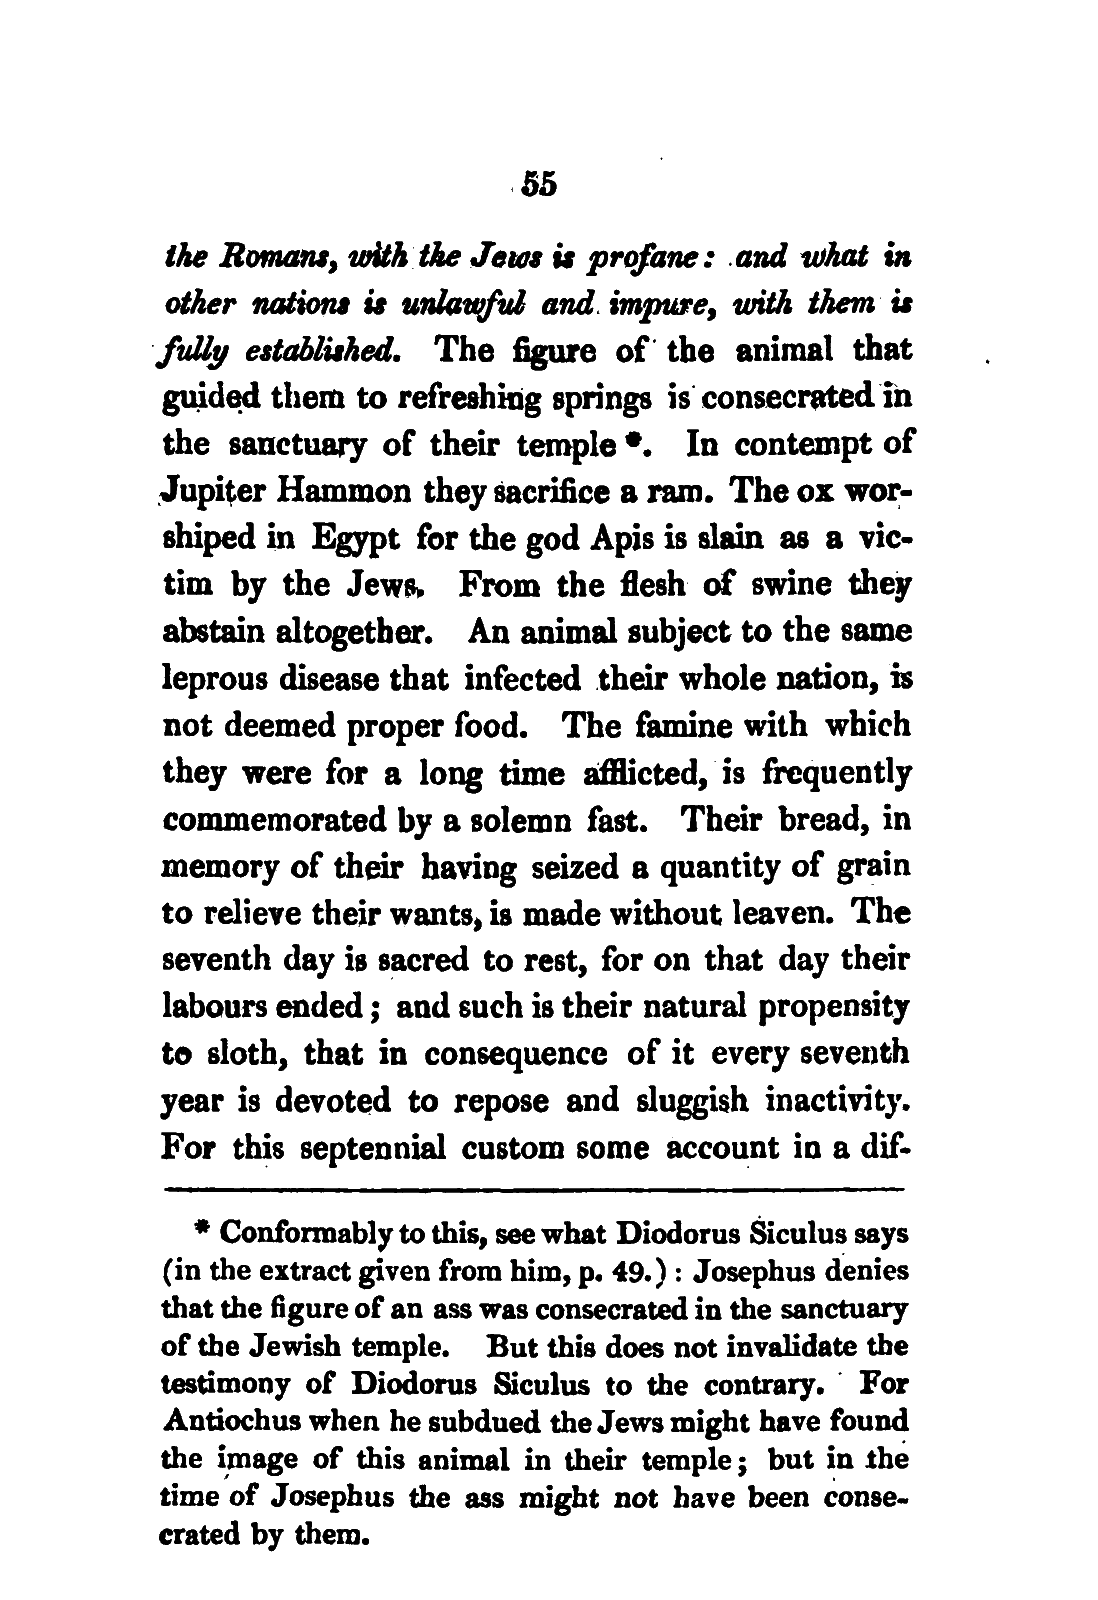 55
the Romans, with the Jews is profane: and what in
other nations is unlawful and impure, with them is
fully established. The figure of the animal that
guided them to refreshing springs is consecrated in
the sanctuary of their temple *. In contempt of
Jupiter Hammon they sacrifice a ram. The ox wor-
shiped in Egypt for the god Apis is slain as a vic-
tim by the Jews. From the flesh of swine they
abstain altogether. An animal subject to the same
leprous disease that infected their whole nation, is
not deemed proper food. The famine with which
they were for a long time afflicted, is frequently
commemorated by a solemn fast. Their bread, in
memory of their having seized a quantity of grain
to relieve their wants, is made without leaven. The
seventh day is sacred to rest, for on that day their
labours ended; and such is their natural propensity
to sloth, that in consequence of it every seventh
year is devoted to repose and sluggish inactivity.
For this septennial custom some account in a dif-
* Conformably to this, see what Diodorus Siculus says
(in the extract given from him, p. 49.): Josephus denies
that the figure of an ass was consecrated in the sanctuary
of the Jewish temple. But this does not invalidate the
testimony of Diodorus Siculus to the contrary. For
Antiochus when he subdued the Jews might have found
the image of this animal in their temple; but in the
time of Josephus the ass might not have been conse-
crated by them.